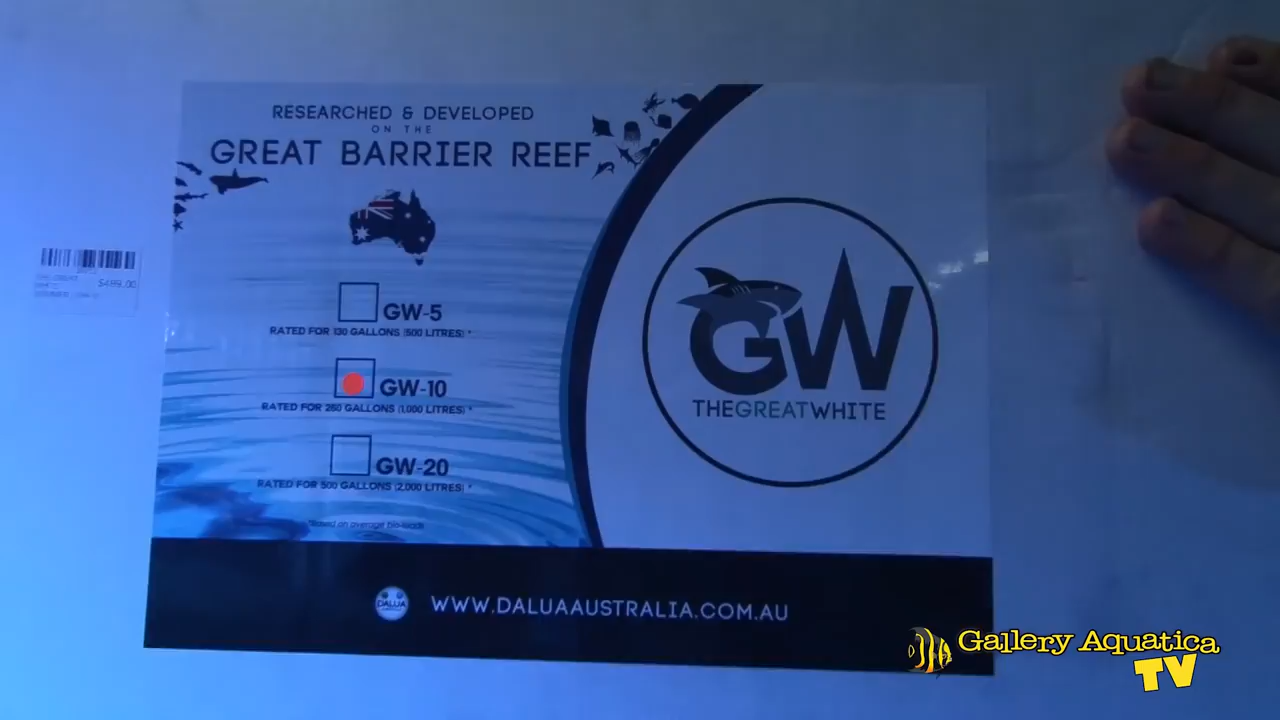 RESEARCHED & DEVELOPED
ON THE
GREAT BARRIER REEF
GW-5
RATED FOR 130 GALLONS (500 LITRES) *
GW-10
RATED FOR 260 GALLONS (1,000 LITRES) *
GW-20
RATED FOR 500 GALLONS (2,000 LITRES) *
*Based on average bio-loads
GW
THEGREATWHITE
$489.00
DALUA
WWW.DALUAAUSTRALIA.COM.AU
Gallery Aquatica
TV